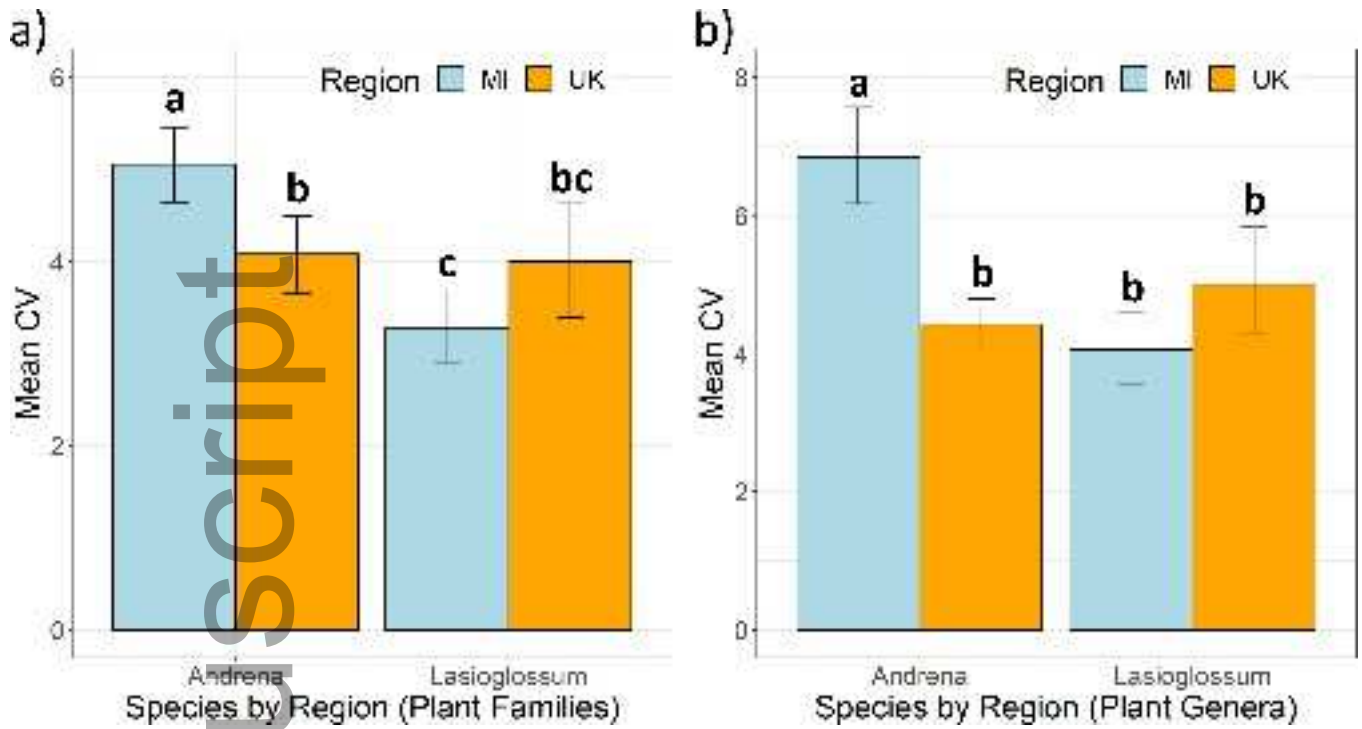 a)
Region MI UK
6
4
2
0
Mean CV
a
b
c
bc
Andrena Lasioglossum
Species by Region (Plant Families)
b)
Region MI UK
8
6
4
2
0
Mean CV
a
b
b
b
Andrena Lasioglossum
Species by Region (Plant Genera)
uscript